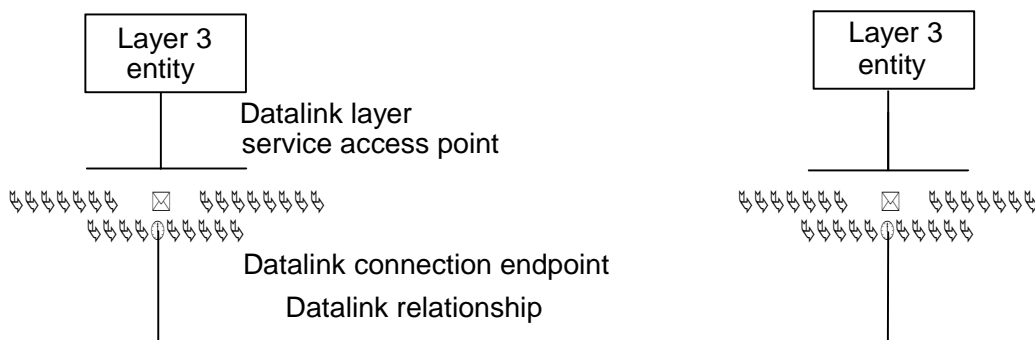 Layer 3
entity
Layer 3
entity
Datalink layer
service access point
Datalink connection endpoint
Datalink relationship